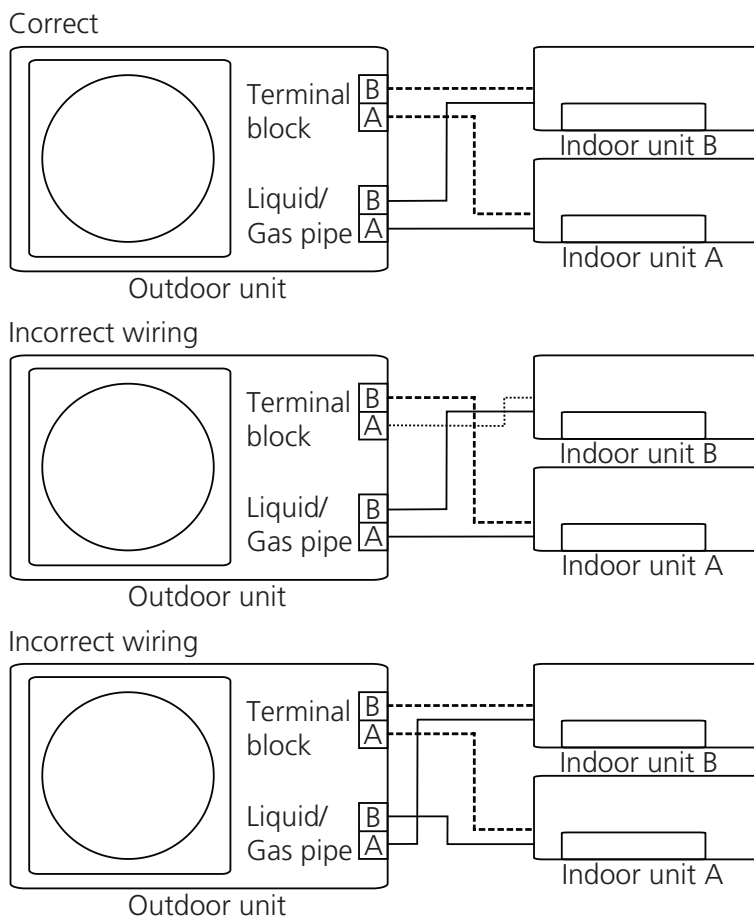 Correct
Terminal B
block A
Liquid/ B
Gas pipe A
Indoor unit B
Indoor unit A
Outdoor unit
Incorrect wiring
Terminal B
block A
Liquid/ B
Gas pipe A
Indoor unit B
Indoor unit A
Outdoor unit
Incorrect wiring
Terminal B
block A
Liquid/ B
Gas pipe A
Indoor unit B
Indoor unit A
Outdoor unit